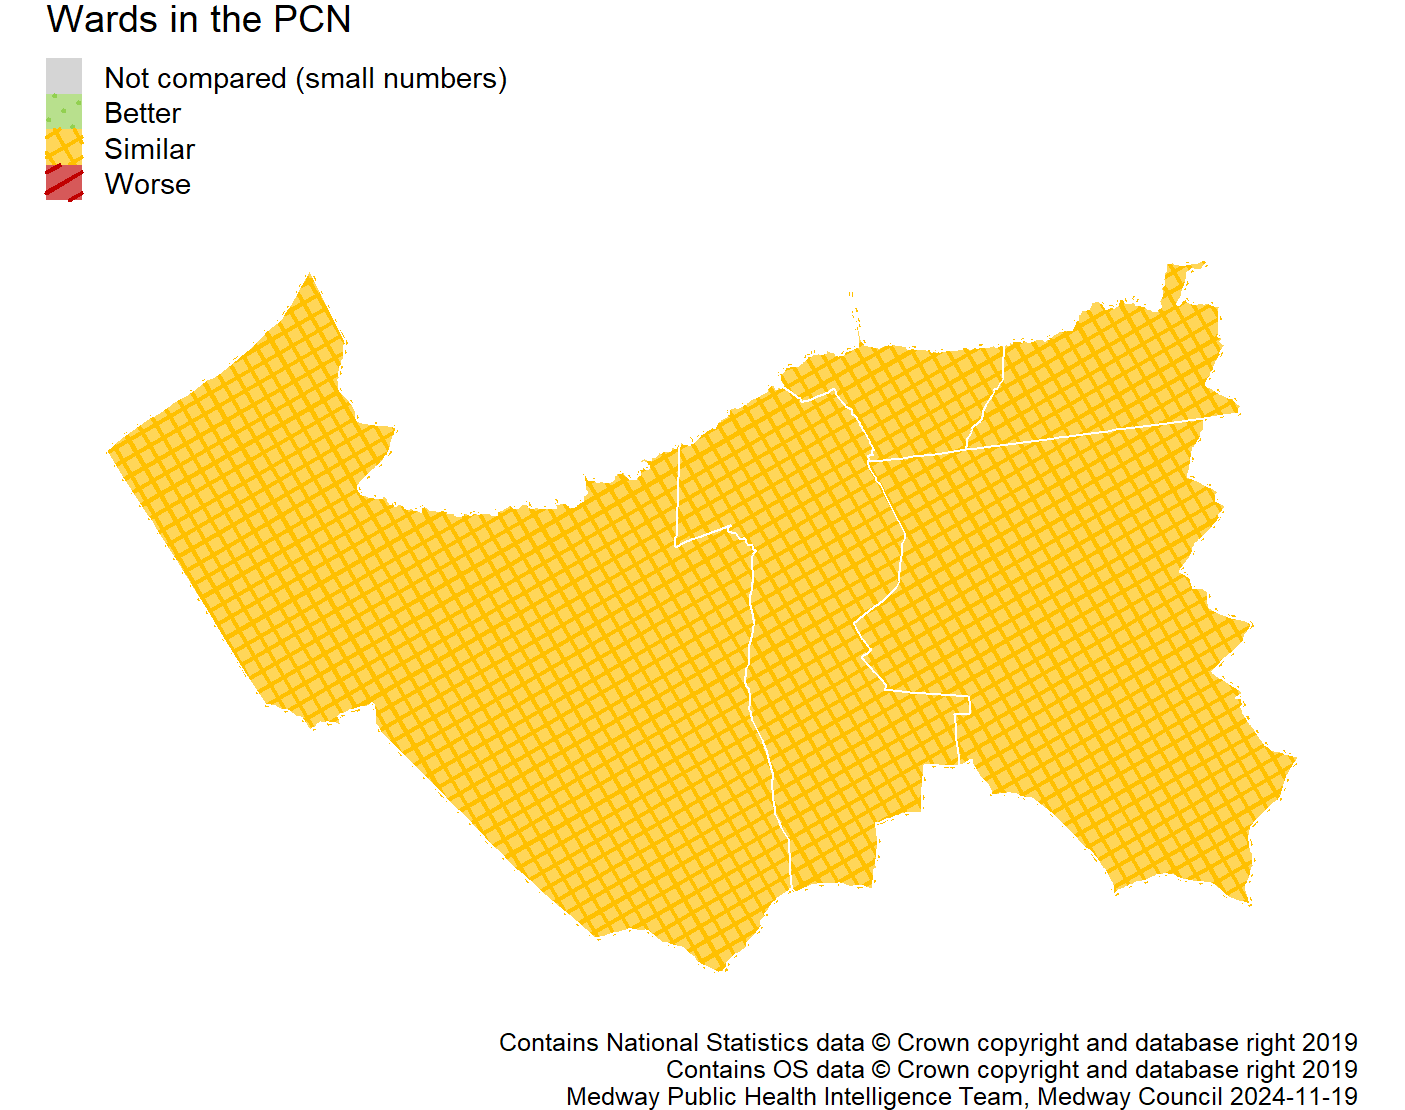 Wards in the PCN
Not compared (small numbers)
Better
Similar
Worse
Contains National Statistics data © Crown copyright and database right 2019
Contains OS data © Crown copyright and database right 2019
Medway Public Health Intelligence Team, Medway Council 2024-11-19